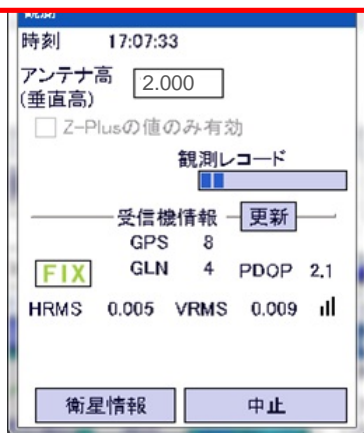 観測
時刻 17:07:33
アンテナ高 2.000
(垂直高)
Z-Plusの値のみ有効
観測レコード
受信機情報 更新
GPS 8
FIX GLN 4 PDOP 2.1
HRMS 0.005 VRMS 0.009
衛星情報 中止